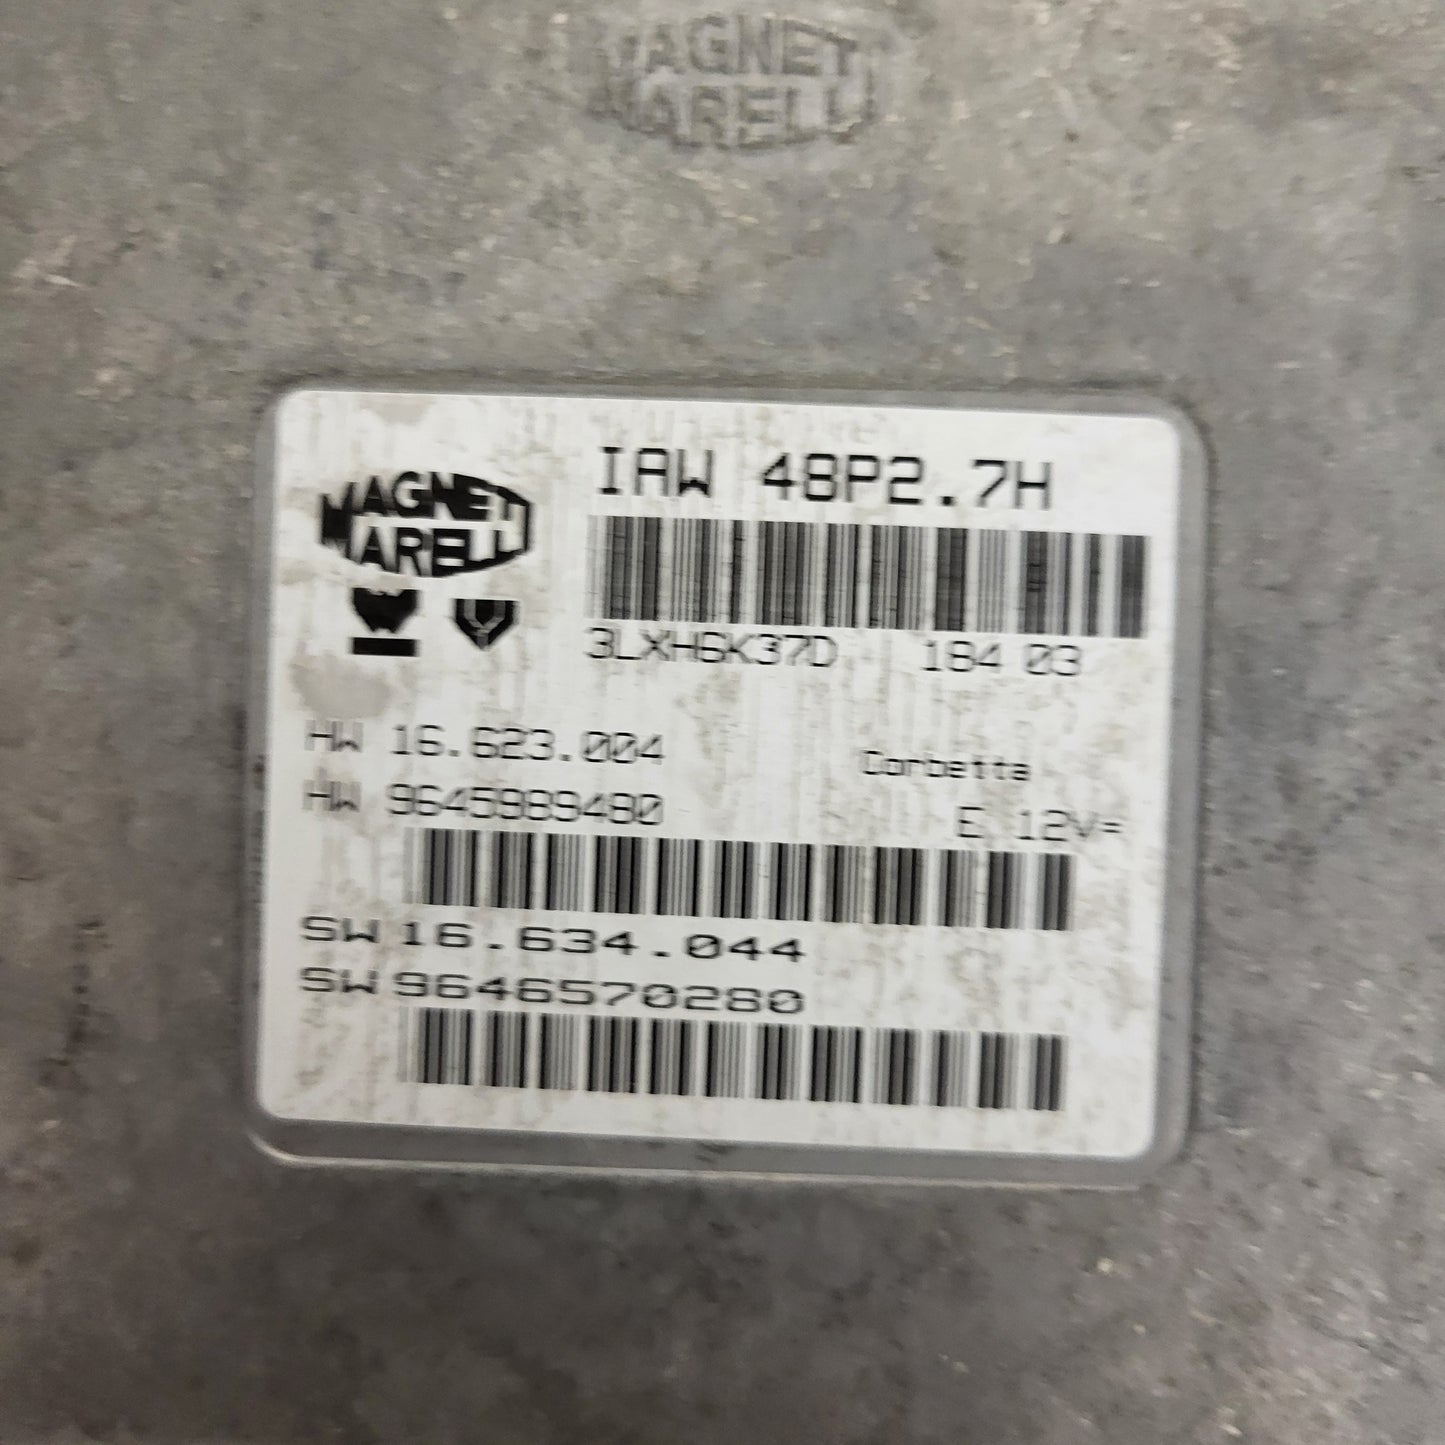 MAGNETI
MARELLI
IAW 48P2.7H
MAGNETI
MARELLI
3LXH6K37D 184 03
HW 16.623.004
Corbetta
HW 9645989480
E 12V=
SW 16.634.044
SW 9646570280